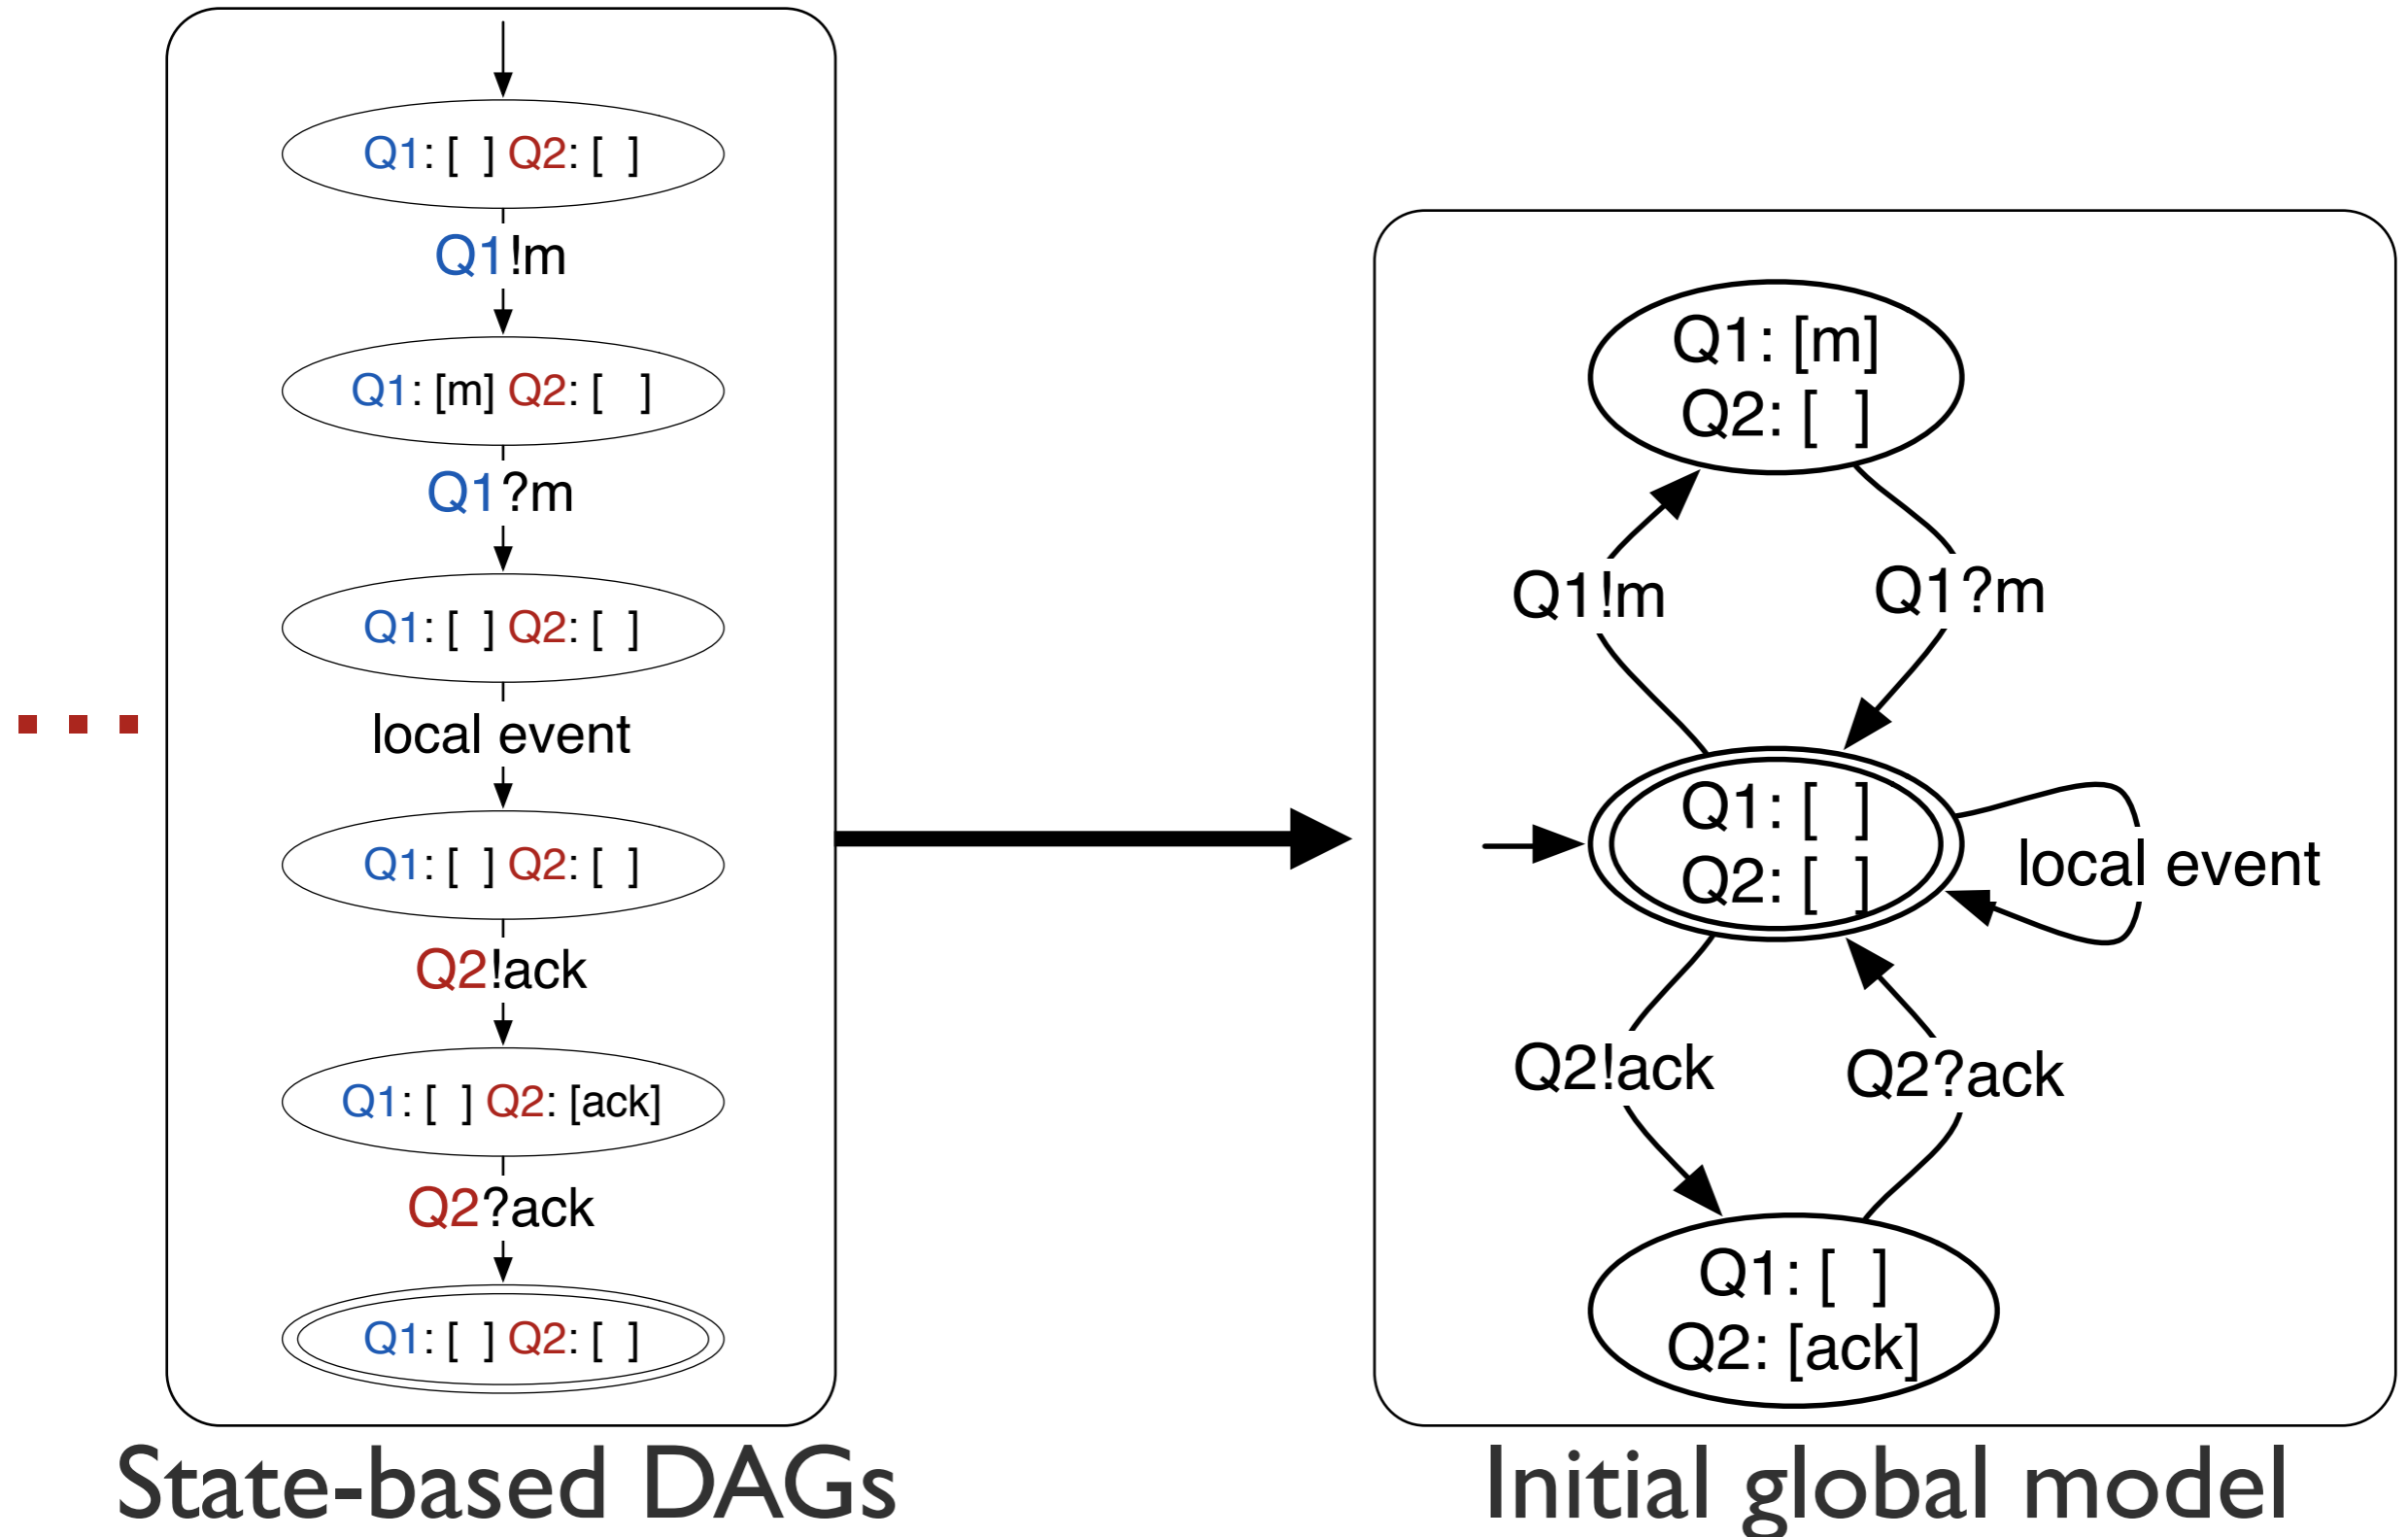 Q1: [ ] Q2: [ ]
Q1!m
Q1: [m] Q2: [ ]
Q1?m
Q1: [ ] Q2: [ ]
local event
Q1: [ ] Q2: [ ]
Q2!ack
Q1: [ ] Q2: [ack]
Q2?ack
Q1: [ ] Q2: [ ]
State-based DAGs
Q1: [m]
Q2: [ ]
Q1!m
Q1?m
Q1: [ ]
Q2: [ ]
local event
Q2!ack
Q2?ack
Q1: [ ]
Q2: [ack]
Initial global model